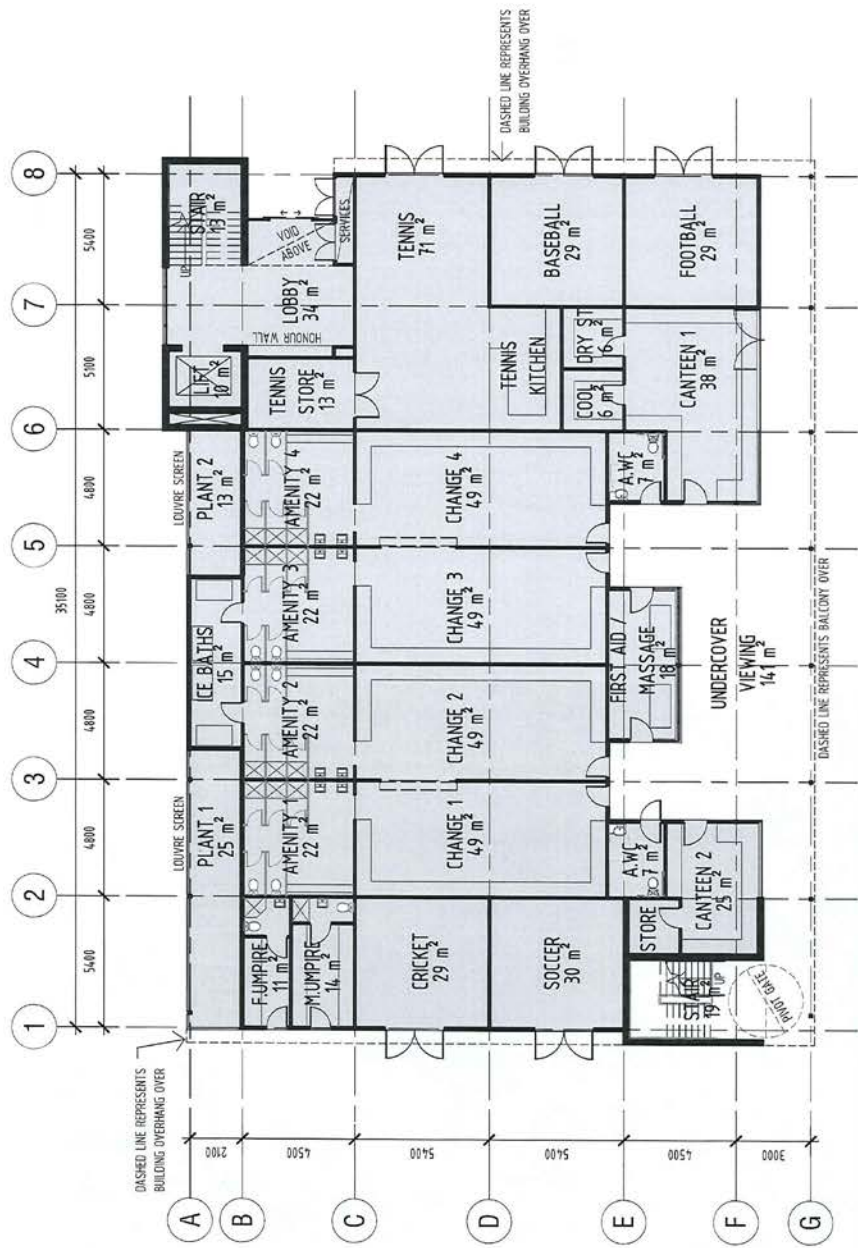 1
2
3
4
5
6
7
8
35100
5400
4800
4800
4800
4800
5100
5400
A
B
C
D
E
F
G
2100
4500
5400
5400
4500
3000
DASHED LINE REPRESENTS
BUILDING OVERHANG OVER
LOUVRE SCREEN
LOUVRE SCREEN
PLANT 1
25 m²
ICE BATHS
15 m²
PLANT 2
13 m²
LIFT
10 m²
UP
STAIR
13 m²
F.UMPIRE
11 m²
M.UMPIRE
14 m²
AMENITY 1
22 m²
AMENITY 2
22 m²
AMENITY 3
22 m²
AMENITY 4
22 m²
TENNIS
STORE
13 m²
HONOUR WALL
LOBBY
34 m²
VOID
ABOVE
SERVICES
CRICKET
29 m²
SOCCER
30 m²
CHANGE 1
49 m²
CHANGE 2
49 m²
CHANGE 3
49 m²
CHANGE 4
49 m²
TENNIS
71 m²
TENNIS
KITCHEN
BASEBALL
29 m²
FOOTBALL
29 m²
COOL
6 m²
DRY ST
6 m²
CANTEEN 1
38 m²
A.WC
7 m²
FIRST AID /
MASSAGE
18 m²
A.WC
7 m²
STORE
CANTEEN 2
25 m²
STAIR
19 m²
UP
PIVOT GATE
UNDERCOVER
VIEWING
141 m²
DASHED LINE REPRESENTS BALCONY OVER
DASHED LINE REPRESENTS
BUILDING OVERHANG OVER